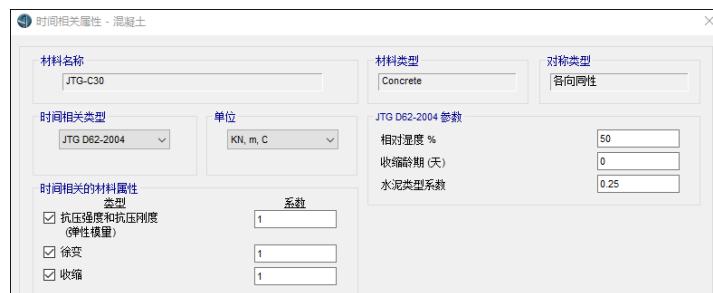 时间相关属性 - 混凝土
材料名称
JTG-C30
材料类型
Concrete
对称类型
各向同性
时间相关类型
JTG D62-2004
单位
KN, m, C
JTG D62-2004 参数
相对湿度 %
50
收缩龄期 (天)
0
水泥类型系数
0.25
时间相关的材料属性
类型
系数
抗压强度和抗压刚度
(弹性模里)
1
徐变
1
收缩
1